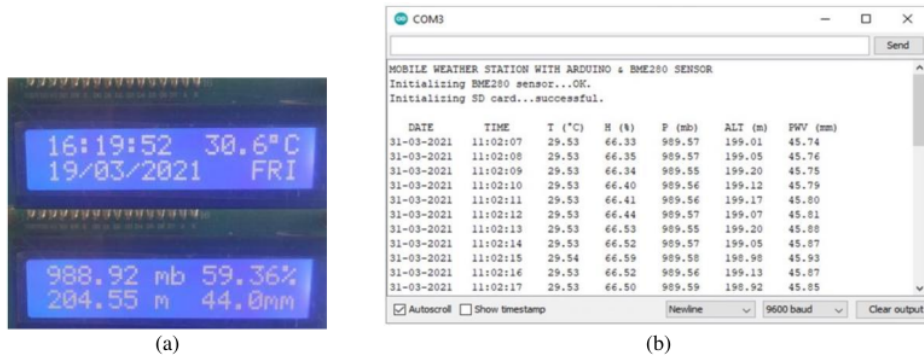 16:19:52 30.6°C
19/03/2021 FRI
988.92 mb 59.36%
204.55 m 44.0mm
(a)
COM3
Send
MOBILE WEATHER STATION WITH ARDUINO & BME280 SENSOR
Initializing BME280 sensor...OK.
Initializing SD card...successful.
DATE TIME T (°C) H (%) P (mb) ALT (m) PWV (mm)
31-03-2021 11:02:07 29.53 66.33 989.57 199.01 45.74
31-03-2021 11:02:08 29.53 66.35 989.57 199.05 45.76
31-03-2021 11:02:09 29.53 66.34 989.55 199.20 45.75
31-03-2021 11:02:10 29.53 66.40 989.56 199.12 45.79
31-03-2021 11:02:11 29.53 66.41 989.56 199.17 45.80
31-03-2021 11:02:12 29.53 66.44 989.57 199.07 45.81
31-03-2021 11:02:13 29.53 66.53 989.55 199.20 45.88
31-03-2021 11:02:14 29.53 66.52 989.57 199.05 45.87
31-03-2021 11:02:15 29.54 66.59 989.58 198.98 45.93
31-03-2021 11:02:16 29.53 66.52 989.56 199.13 45.87
31-03-2021 11:02:17 29.53 66.50 989.59 198.92 45.85
Autoscroll Show timestamp Newline 9600 baud Clear output
(b)